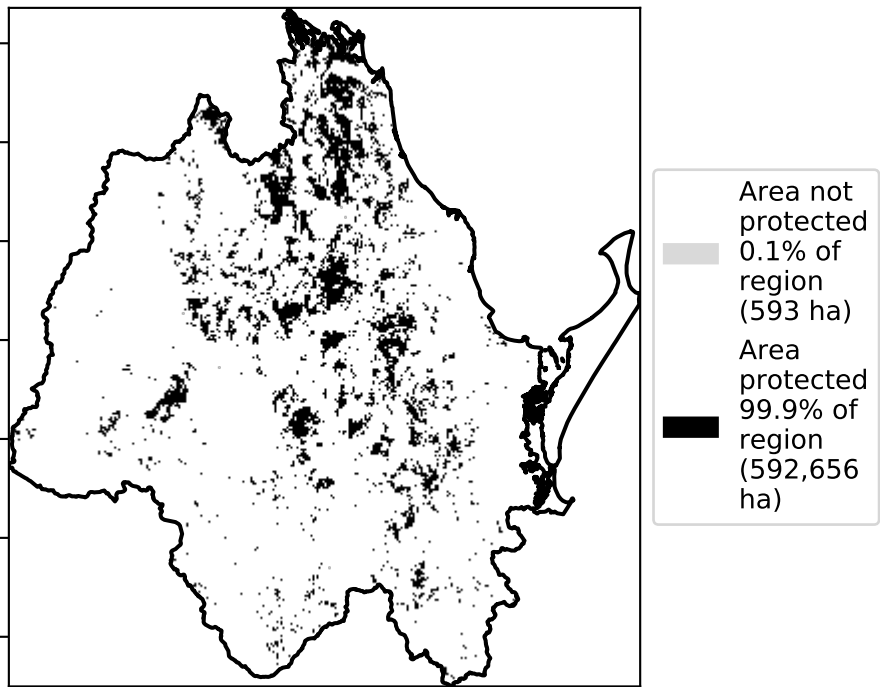 Area not
protected
0.1% of
region
(593 ha)
Area
protected
99.9% of
region
(592,656
ha)